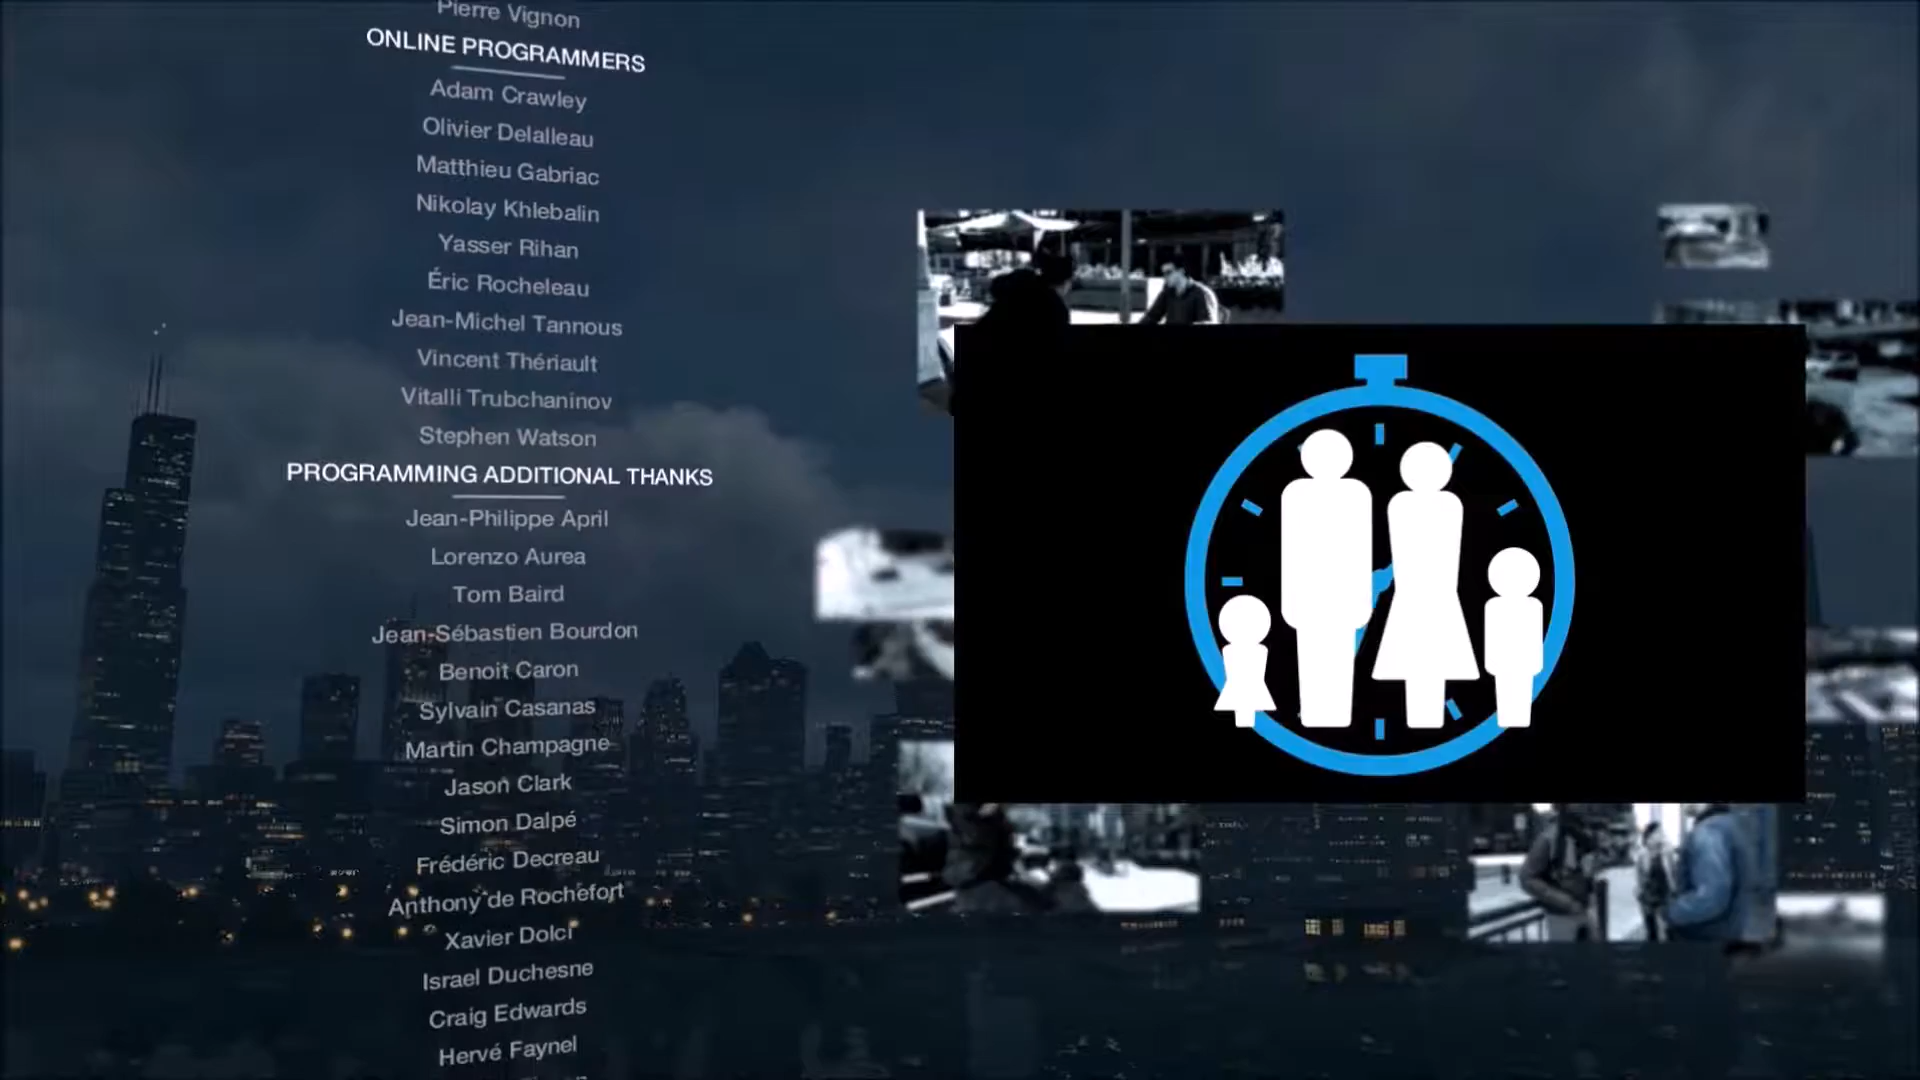 Pierre Vignon
ONLINE PROGRAMMERS
Adam Crawley
Olivier Delalleau
Matthieu Gabriac
Nikolay Khlebalin
Yasser Rihan
Éric Rocheleau
Jean-Michel Tannous
Vincent Thériault
Vitalli Trubchaninov
Stephen Watson
PROGRAMMING ADDITIONAL THANKS
Jean-Philippe April
Lorenzo Aurea
Tom Baird
Jean-Sébastien Bourdon
Benoit Caron
Sylvain Casanas
Martin Champagne
Jason Clark
Simon Dalpé
Frédéric Decreau
Anthony de Rochefort
Xavier Dolci
Israel Duchesne
Craig Edwards
Hervé Faynel